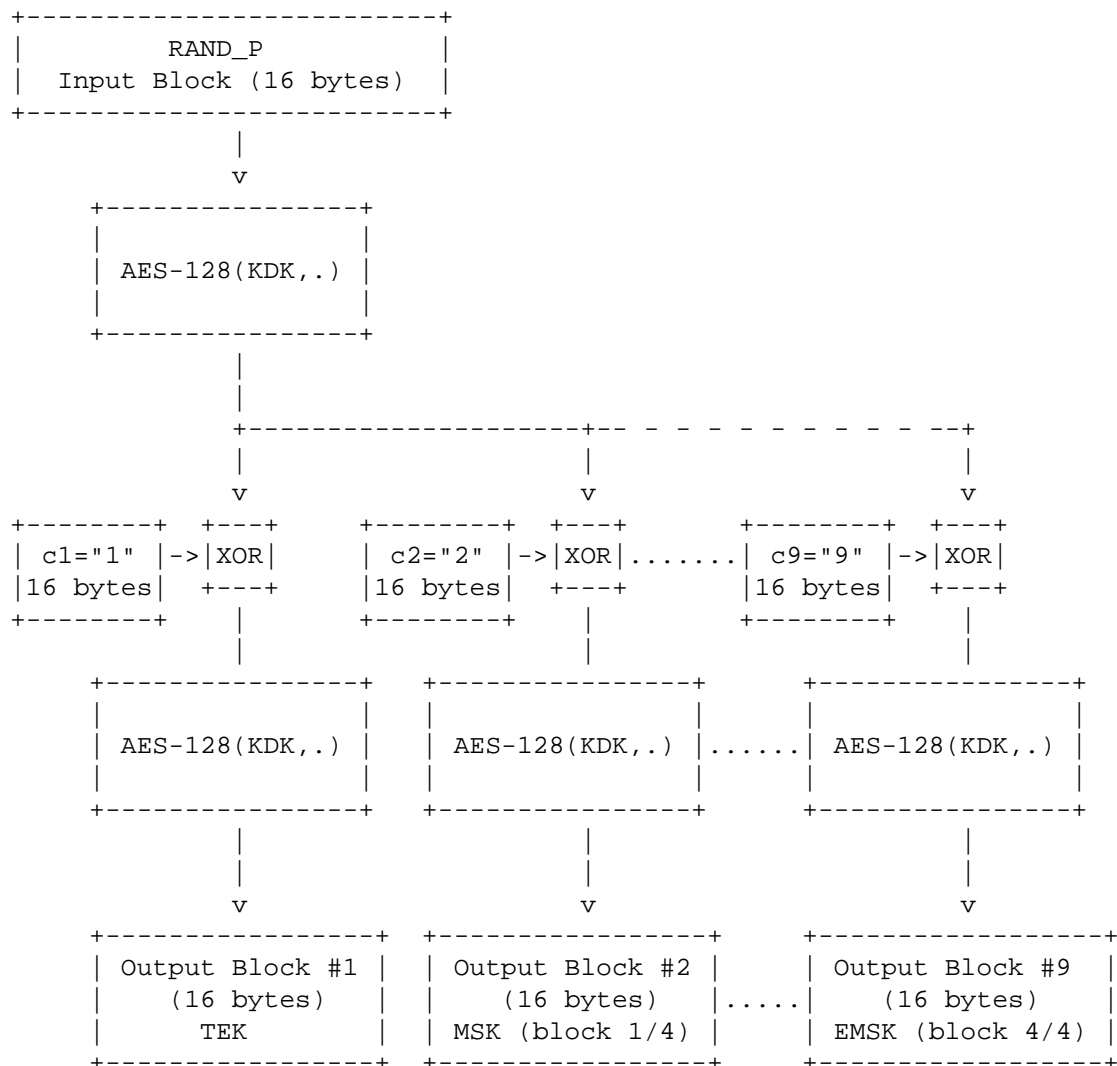 RAND_P
Input Block (16 bytes)
AES-128(KDK,.)
c1="1" -> XOR c2="2" -> XOR ....... c9="9" -> XOR
16 bytes 16 bytes 16 bytes
AES-128(KDK,.) AES-128(KDK,.) ...... AES-128(KDK,.)
Output Block #1 Output Block #2 Output Block #9
(16 bytes) (16 bytes) ..... (16 bytes)
TEK MSK (block 1/4) EMSK (block 4/4)